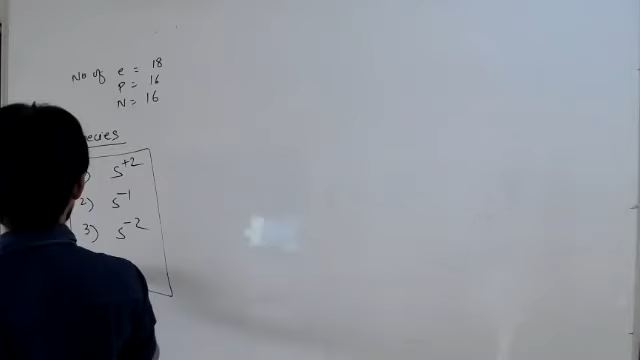 No of e = 18
P = 16
N = 16
ecies
S+2
2) S-1
3) S-2